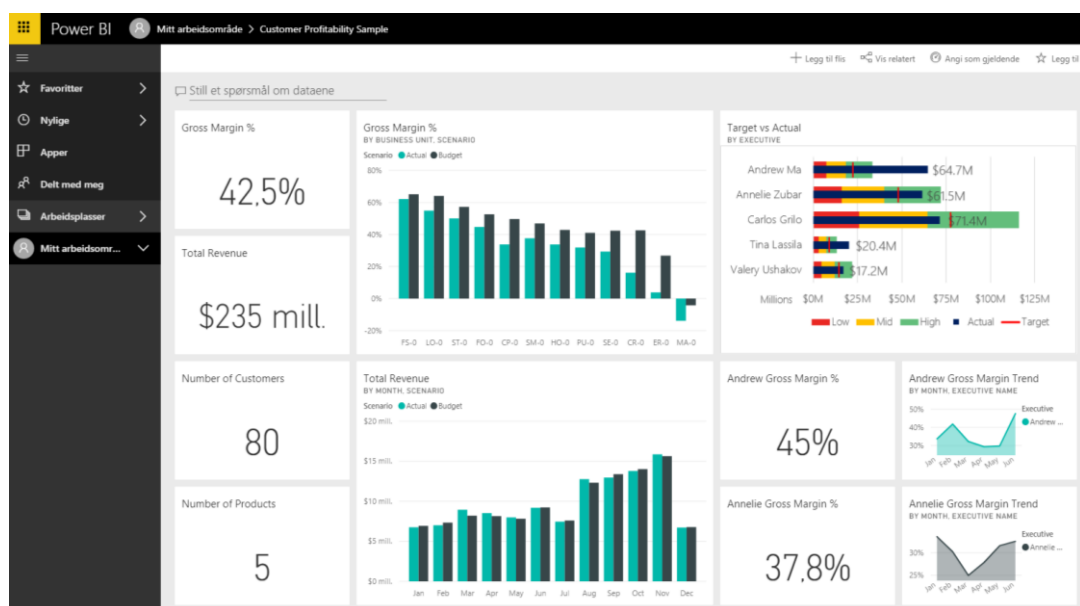 Power BI
Mitt arbeidsområde > Customer Profitability Sample
Legg til flis
Vis relatert
Angi som gjeldende
Legg til
Favoritter
Nylige
Apper
Delt med meg
Arbeidsplasser
Mitt arbeidsomr...
Still et spørsmål om dataene
Gross Margin %
42,5%
Gross Margin %
BY BUSINESS UNIT, SCENARIO
Scenario Actual Budget
80%
60%
40%
20%
0%
-20%
FS-0 LO-0 ST-0 FO-0 CP-0 SM-0 HO-0 PU-0 SE-0 CR-0 ER-0 MA-0
Target vs Actual
BY EXECUTIVE
Andrew Ma $64.7M
Annelie Zubar $61.5M
Carlos Grilo $71.4M
Tina Lassila $20.4M
Valery Ushakov $17.2M
Millions $0M $25M $50M $75M $100M $125M
Low Mid High Actual Target
Total Revenue
$235 mill.
Number of Customers
80
Total Revenue
BY MONTH, SCENARIO
Scenario Actual Budget
$20 mill.
$15 mill.
$10 mill.
$5 mill.
$0 mill.
Jan Feb Mar Apr May Jun Jul Aug Sep Oct Nov Dec
Andrew Gross Margin %
45%
Andrew Gross Margin Trend
BY MONTH, EXECUTIVE NAME
Executive
Andrew ...
50%
40%
30%
Jan Feb Mar Apr May Jun
Number of Products
5
Annelie Gross Margin %
37,8%
Annelie Gross Margin Trend
BY MONTH, EXECUTIVE NAME
Executive
Annelie ...
30%
25%
Jan Feb Mar Apr May Jun